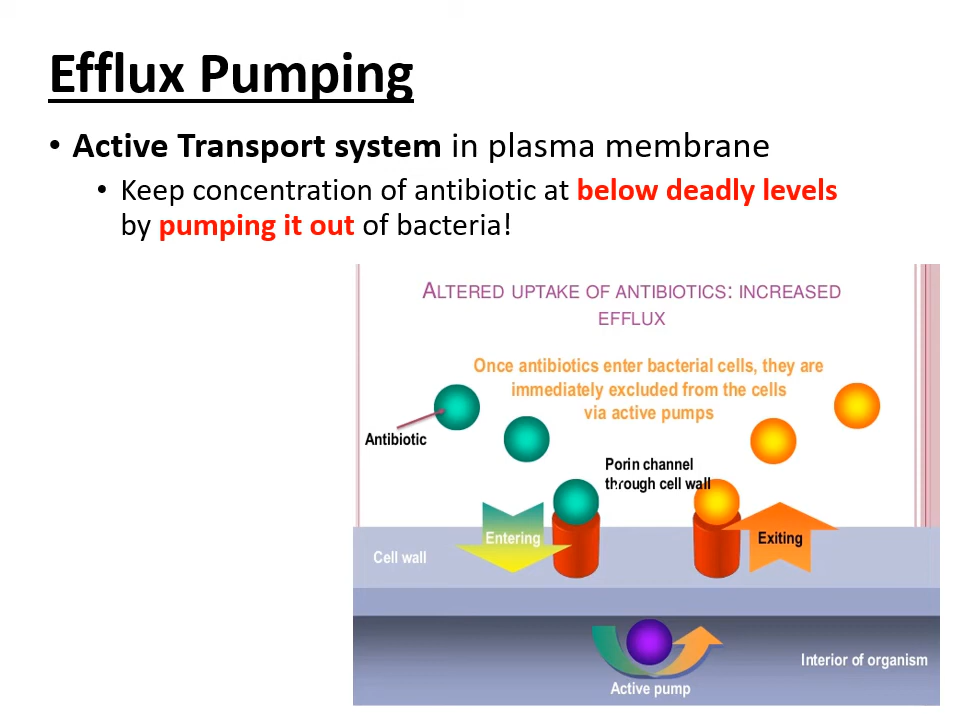 Efflux Pumping
• Active Transport system in plasma membrane
• Keep concentration of antibiotic at below deadly levels
by pumping it out of bacteria!
ALTERED UPTAKE OF ANTIBIOTICS: INCREASED
EFFLUX
Once antibiotics enter bacterial cells, they are
immediately excluded from the cells
via active pumps
Antibiotic
Porin channel
through cell wall
Entering
Exiting
Cell wall
Interior of organism
Active pump